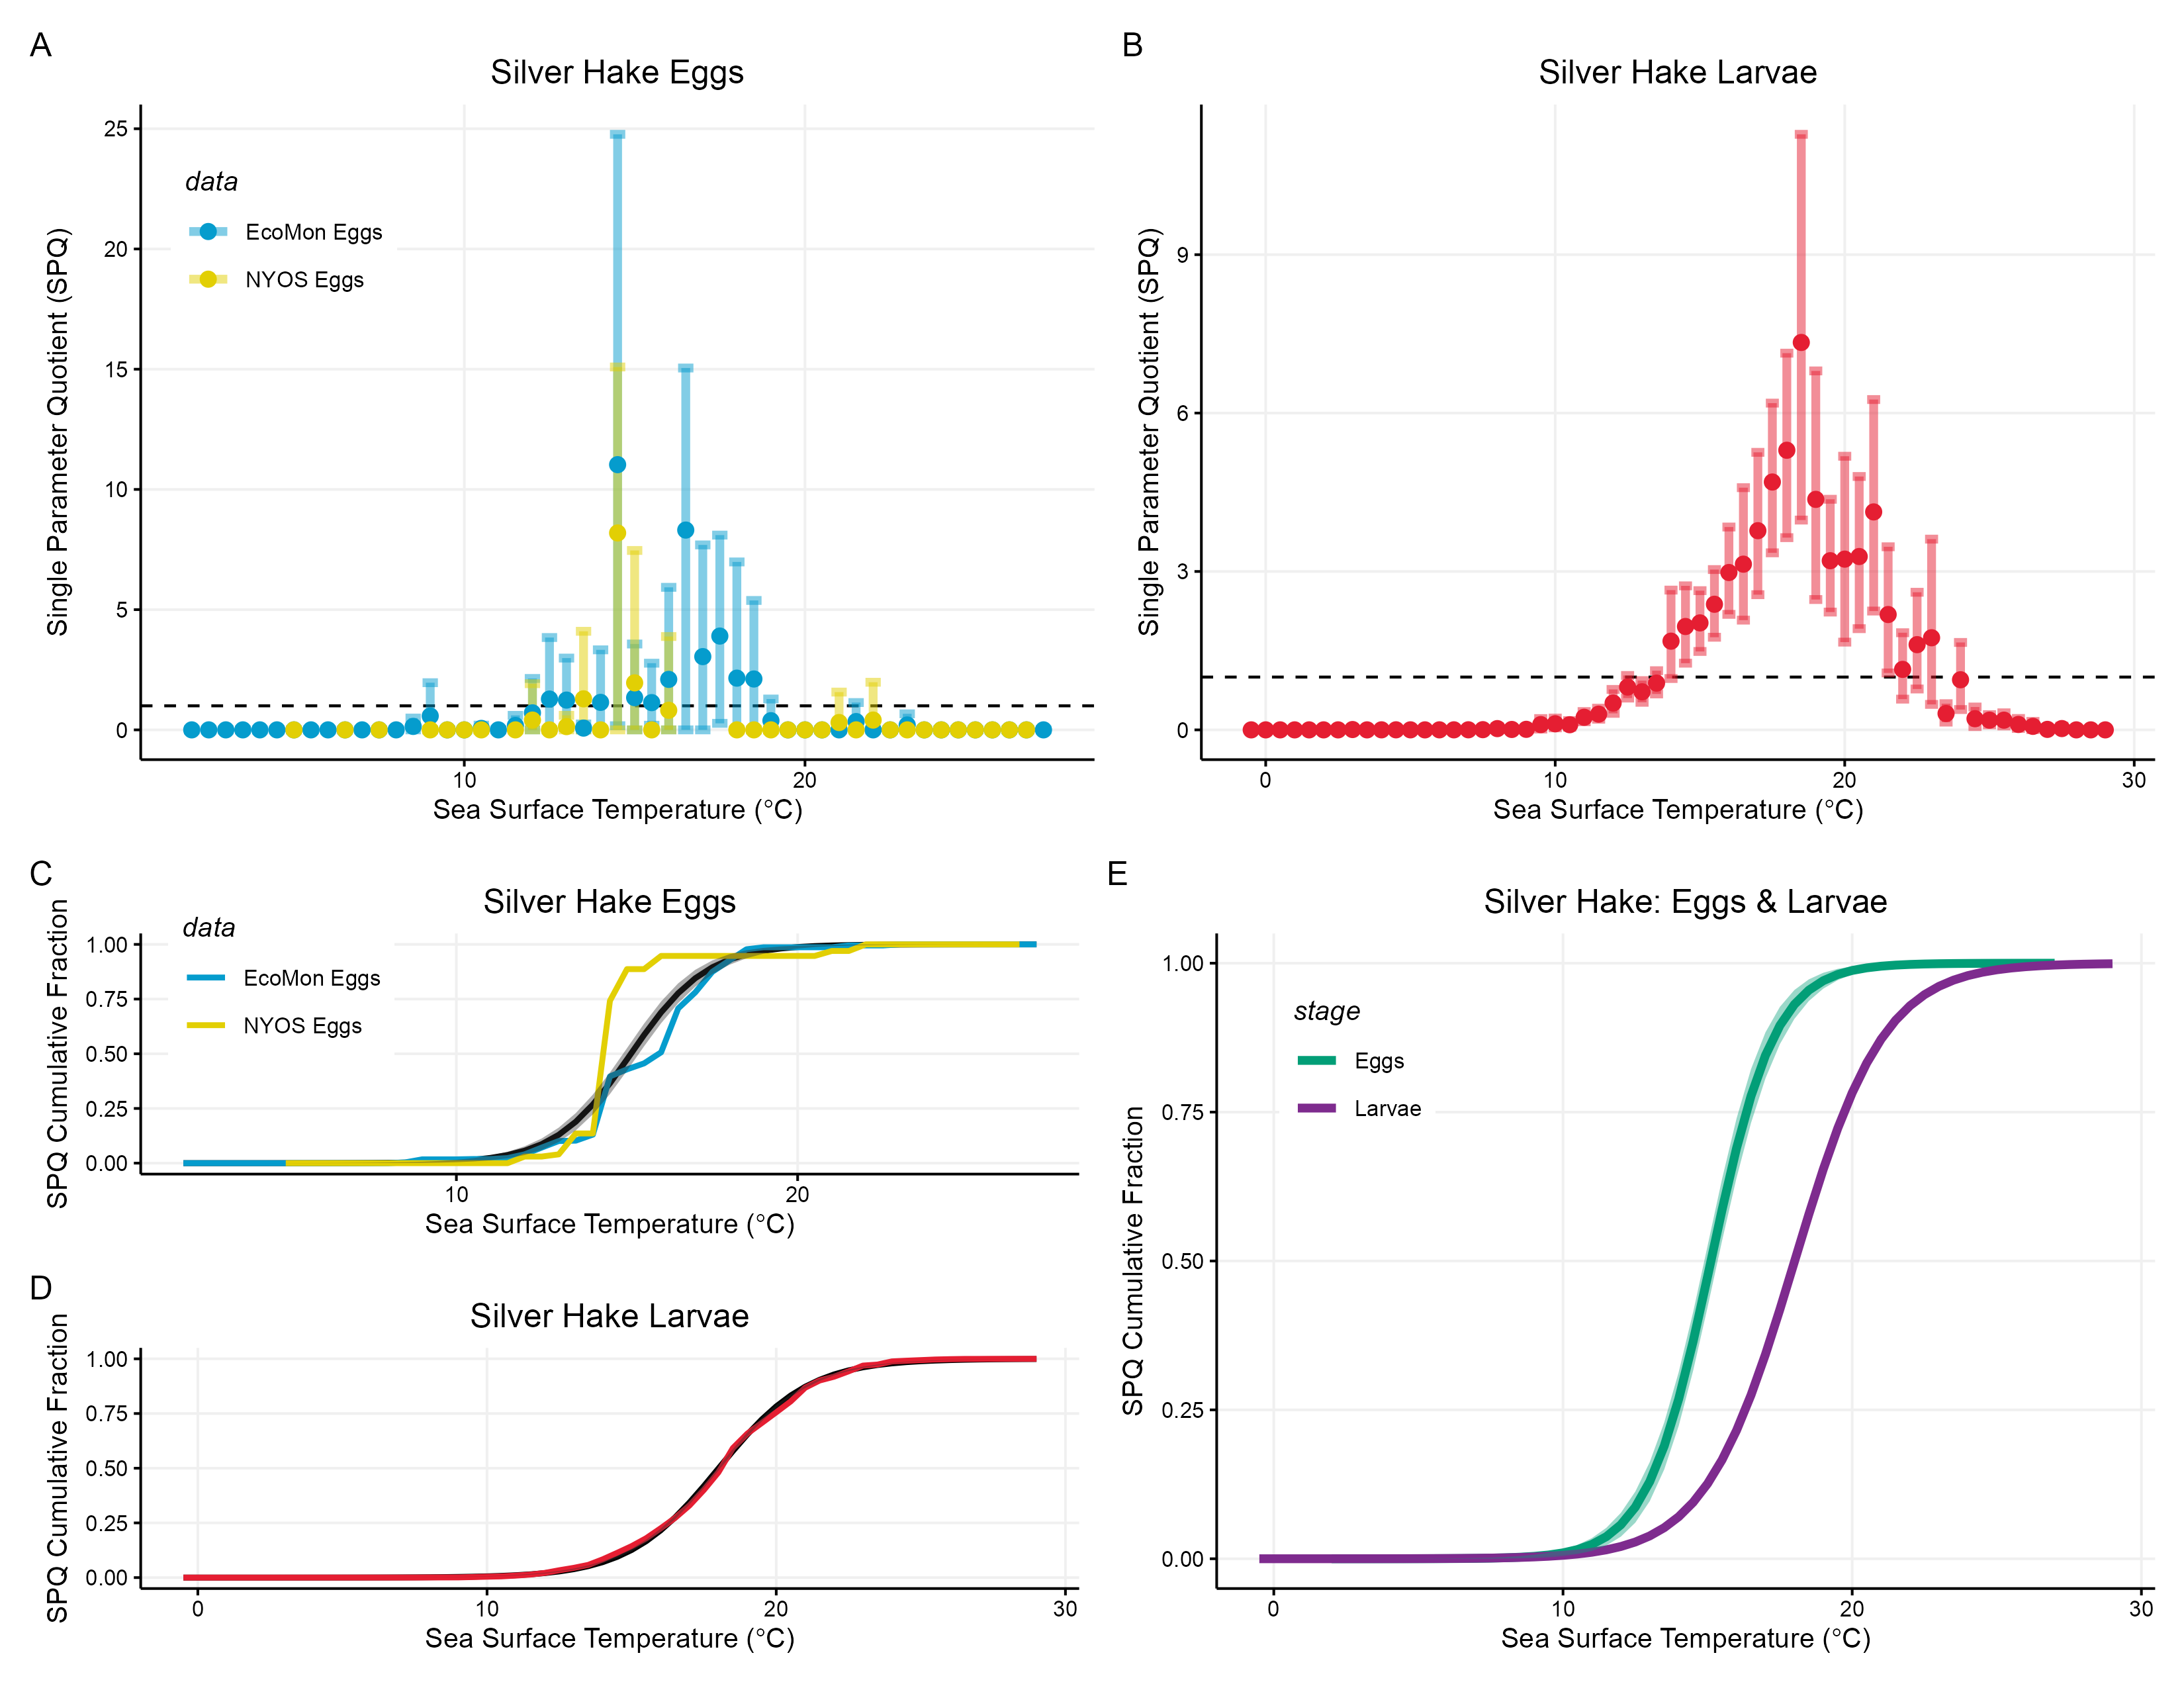 A
Silver Hake Eggs
Single Parameter Quotient (SPQ)
25
20
15
10
5
0
data
EcoMon Eggs
NYOS Eggs
10
20
Sea Surface Temperature (°C)
B
Silver Hake Larvae
Single Parameter Quotient (SPQ)
9
6
3
0
0
10
20
30
Sea Surface Temperature (°C)
C
Silver Hake Eggs
SPQ Cumulative Fraction
1.00
0.75
0.50
0.25
0.00
data
EcoMon Eggs
NYOS Eggs
10
20
Sea Surface Temperature (°C)
D
Silver Hake Larvae
SPQ Cumulative Fraction
1.00
0.75
0.50
0.25
0.00
0
10
20
30
Sea Surface Temperature (°C)
E
Silver Hake: Eggs & Larvae
SPQ Cumulative Fraction
1.00
0.75
0.50
0.25
0.00
stage
Eggs
Larvae
0
10
20
30
Sea Surface Temperature (°C)